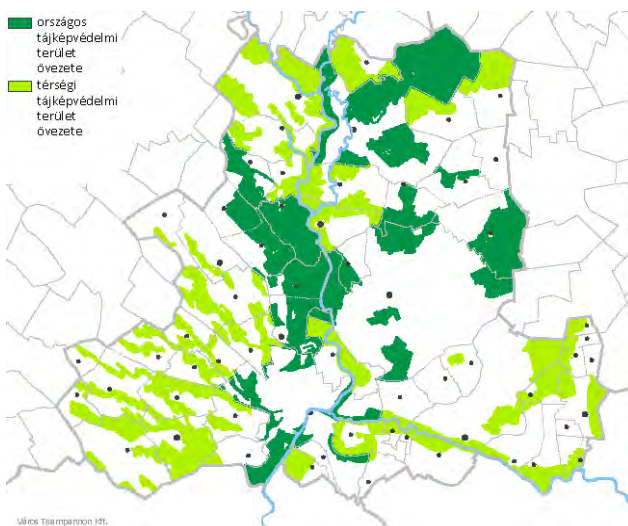 országos
tájképvédelmi
terület
övezete
térségi
tájképvédelmi
terület
övezete
Város Teampannon Kft.